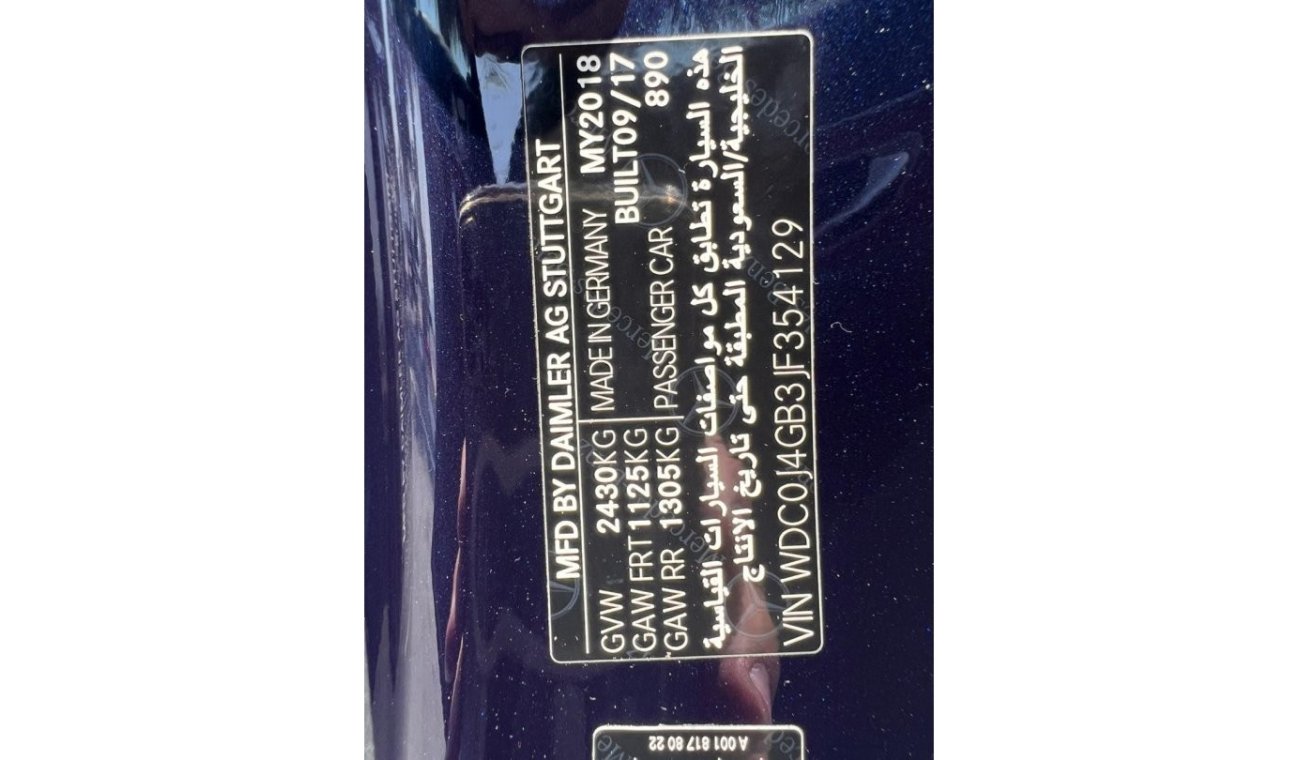 MFD BY DAIMLER AG STUTTGART
GVW 2430KG MADE IN GERMANY MY2018
GAW FRT 1125KG BUILT09/17
GAW RR 1305KG PASSENGER CAR 890
هذه السيارة تطابق كل مواصفات السيارات القياسية
الخليجية/السعودية المطبقة حتى تاريخ الانتاج
VIN WDC0J4GB3JF354129
A 001 817 80 22